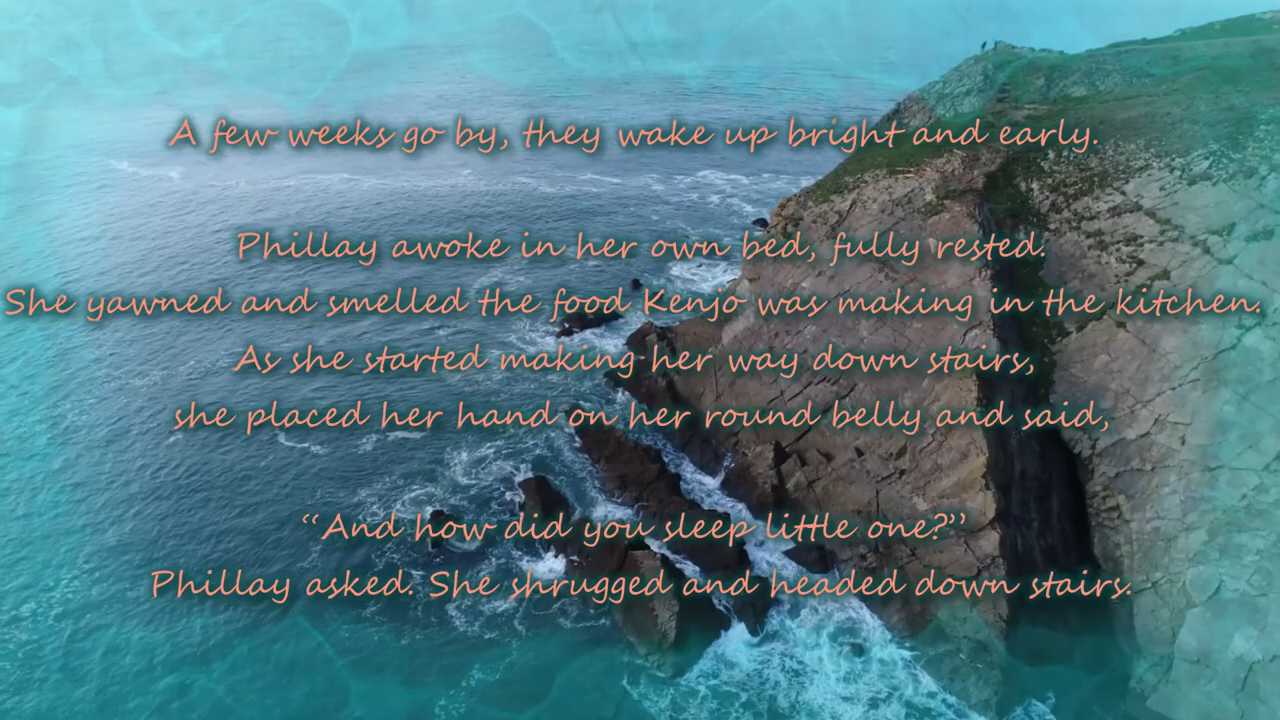 A few weeks go by, they wake up bright and early.
Phillay awoke in her own bed, fully rested.
She yawned and smelled the food Kenjo was making in the kitchen.
As she started making her way down stairs,
she placed her hand on her round belly and said,
“And how did you sleep little one?”
Phillay asked. She shrugged and headed down stairs.